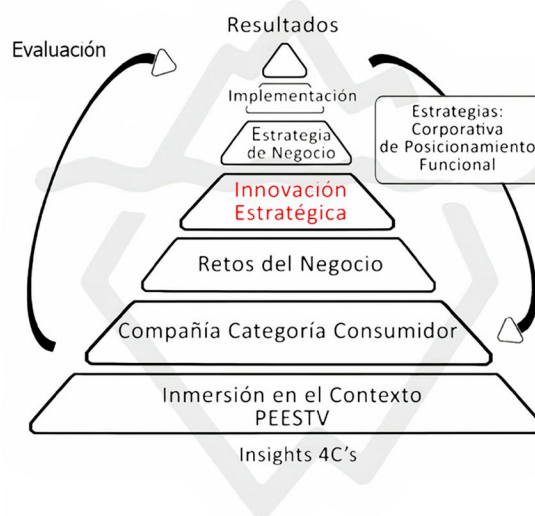 Resultados
Evaluación
Implementación
Estrategia
de Negocio
Estrategias:
Corporativa
de Posicionamiento
Funcional
Innovación
Estratégica
Retos del Negocio
Compañía Categoría Consumidor
Inmersión en el Contexto
PEESTV
Insights 4C's